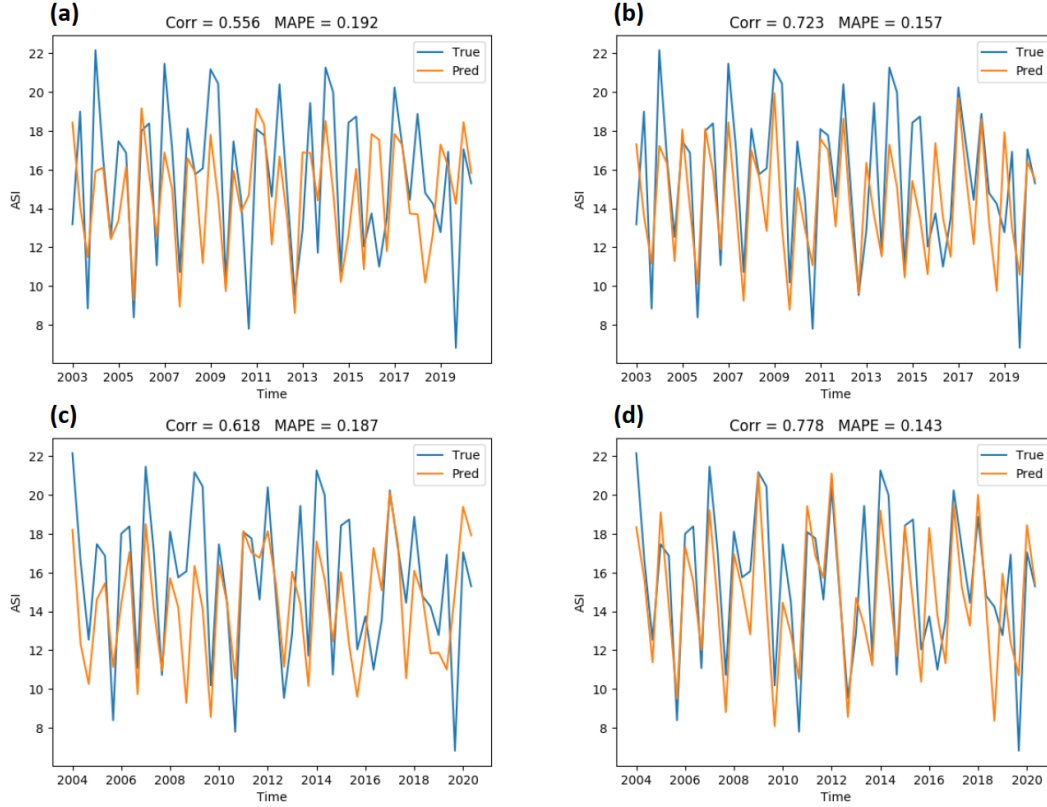 (a)
Corr = 0.556 MAPE = 0.192
True
Pred
22
20
18
16
14
12
10
8
ASI
2003 2005 2007 2009 2011 2013 2015 2017 2019
Time
(b)
Corr = 0.723 MAPE = 0.157
True
Pred
22
20
18
16
14
12
10
8
ASI
2003 2005 2007 2009 2011 2013 2015 2017 2019
Time
(c)
Corr = 0.618 MAPE = 0.187
True
Pred
22
20
18
16
14
12
10
8
ASI
2004 2006 2008 2010 2012 2014 2016 2018 2020
Time
(d)
Corr = 0.778 MAPE = 0.143
True
Pred
22
20
18
16
14
12
10
8
ASI
2004 2006 2008 2010 2012 2014 2016 2018 2020
Time